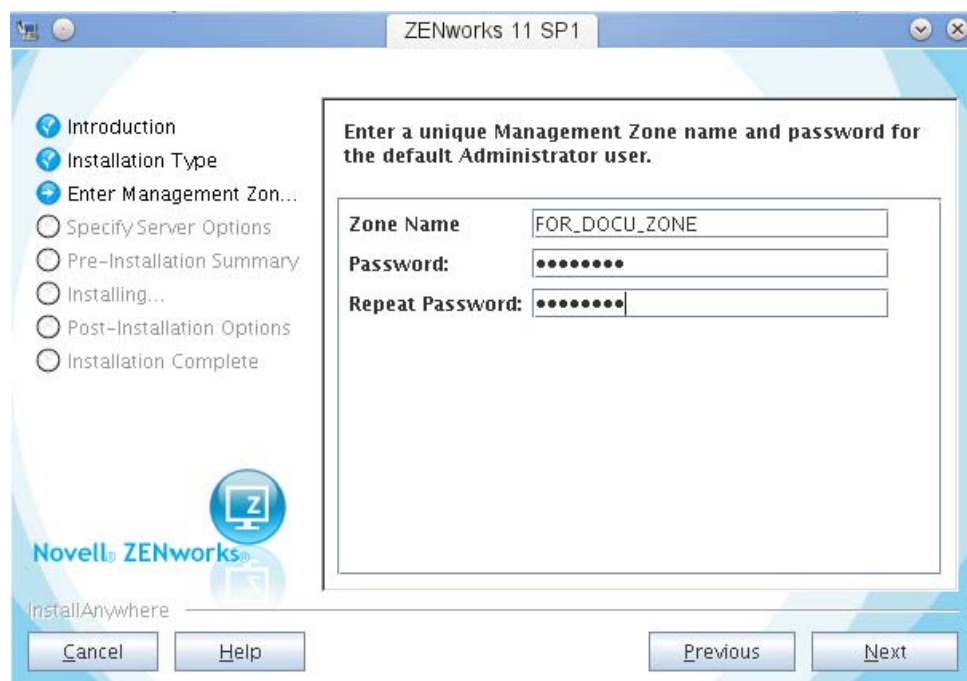 ZENworks 11 SP1
Introduction
Installation Type
Enter Management Zon...
Specify Server Options
Pre-Installation Summary
Installing...
Post-Installation Options
Installation Complete
Enter a unique Management Zone name and password for
the default Administrator user.
Zone Name FOR_DOCU_ZONE
Password: ●●●●●●●●
Repeat Password: ●●●●●●●●
Z
Novell® ZENworks®
InstallAnywhere
Cancel Help Previous Next